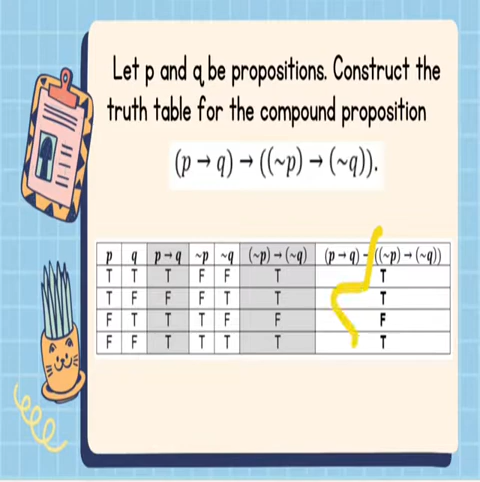 Let p and q be propositions. Construct the
truth table for the compound proposition
(p → q) → ((~p) → (~q)).
p q p → q ~p ~q (~p) → (~q) (p → q) → ((~p) → (~q))
T T T F F T T
T F F F T T T
F T T T F F F
F F T T T T T